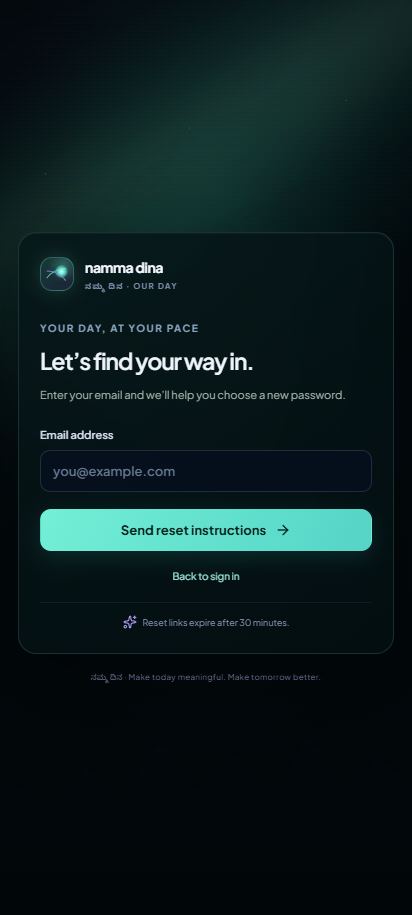 namma dina
ನಮ್ಮ ದಿನ · OUR DAY
YOUR DAY, AT YOUR PACE
Let's find your way in.
Enter your email and we'll help you choose a new password.
Email address
you@example.com
Send reset instructions →
Back to sign in
Reset links expire after 30 minutes.
ನಮ್ಮ ದಿನ · Make today meaningful. Make tomorrow better.